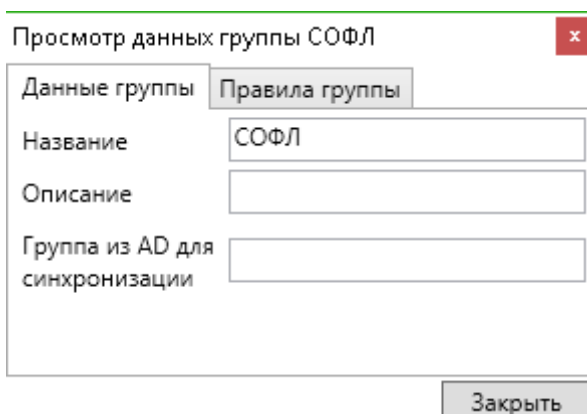 Просмотр данных группы СОФЛ
x
Данные группы Правила группы
Название СОФЛ
Описание
Группа из AD для
синхронизации
Закрыть